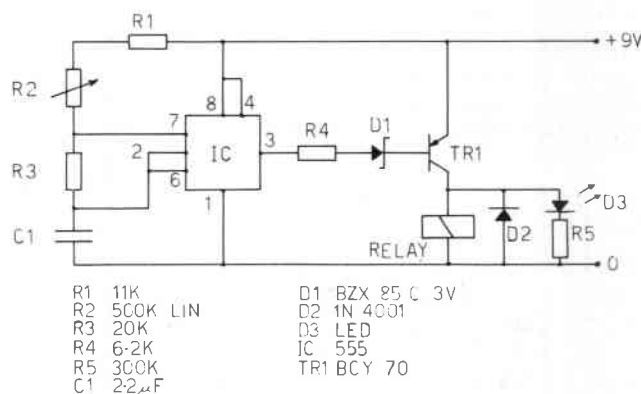 R1
+9V
R2
8
4
7
R4
D1
2
IC
3
TR1
R3
6
1
D3
C1
D2
R5
RELAY
0
R1 11K
R2 500K LIN
R3 20K
R4 6·2K
R5 300K
C1 2·2µF
D1 BZX 85 C 3V
D2 1N 4001
D3 LED
IC 555
TR1 BCY 70